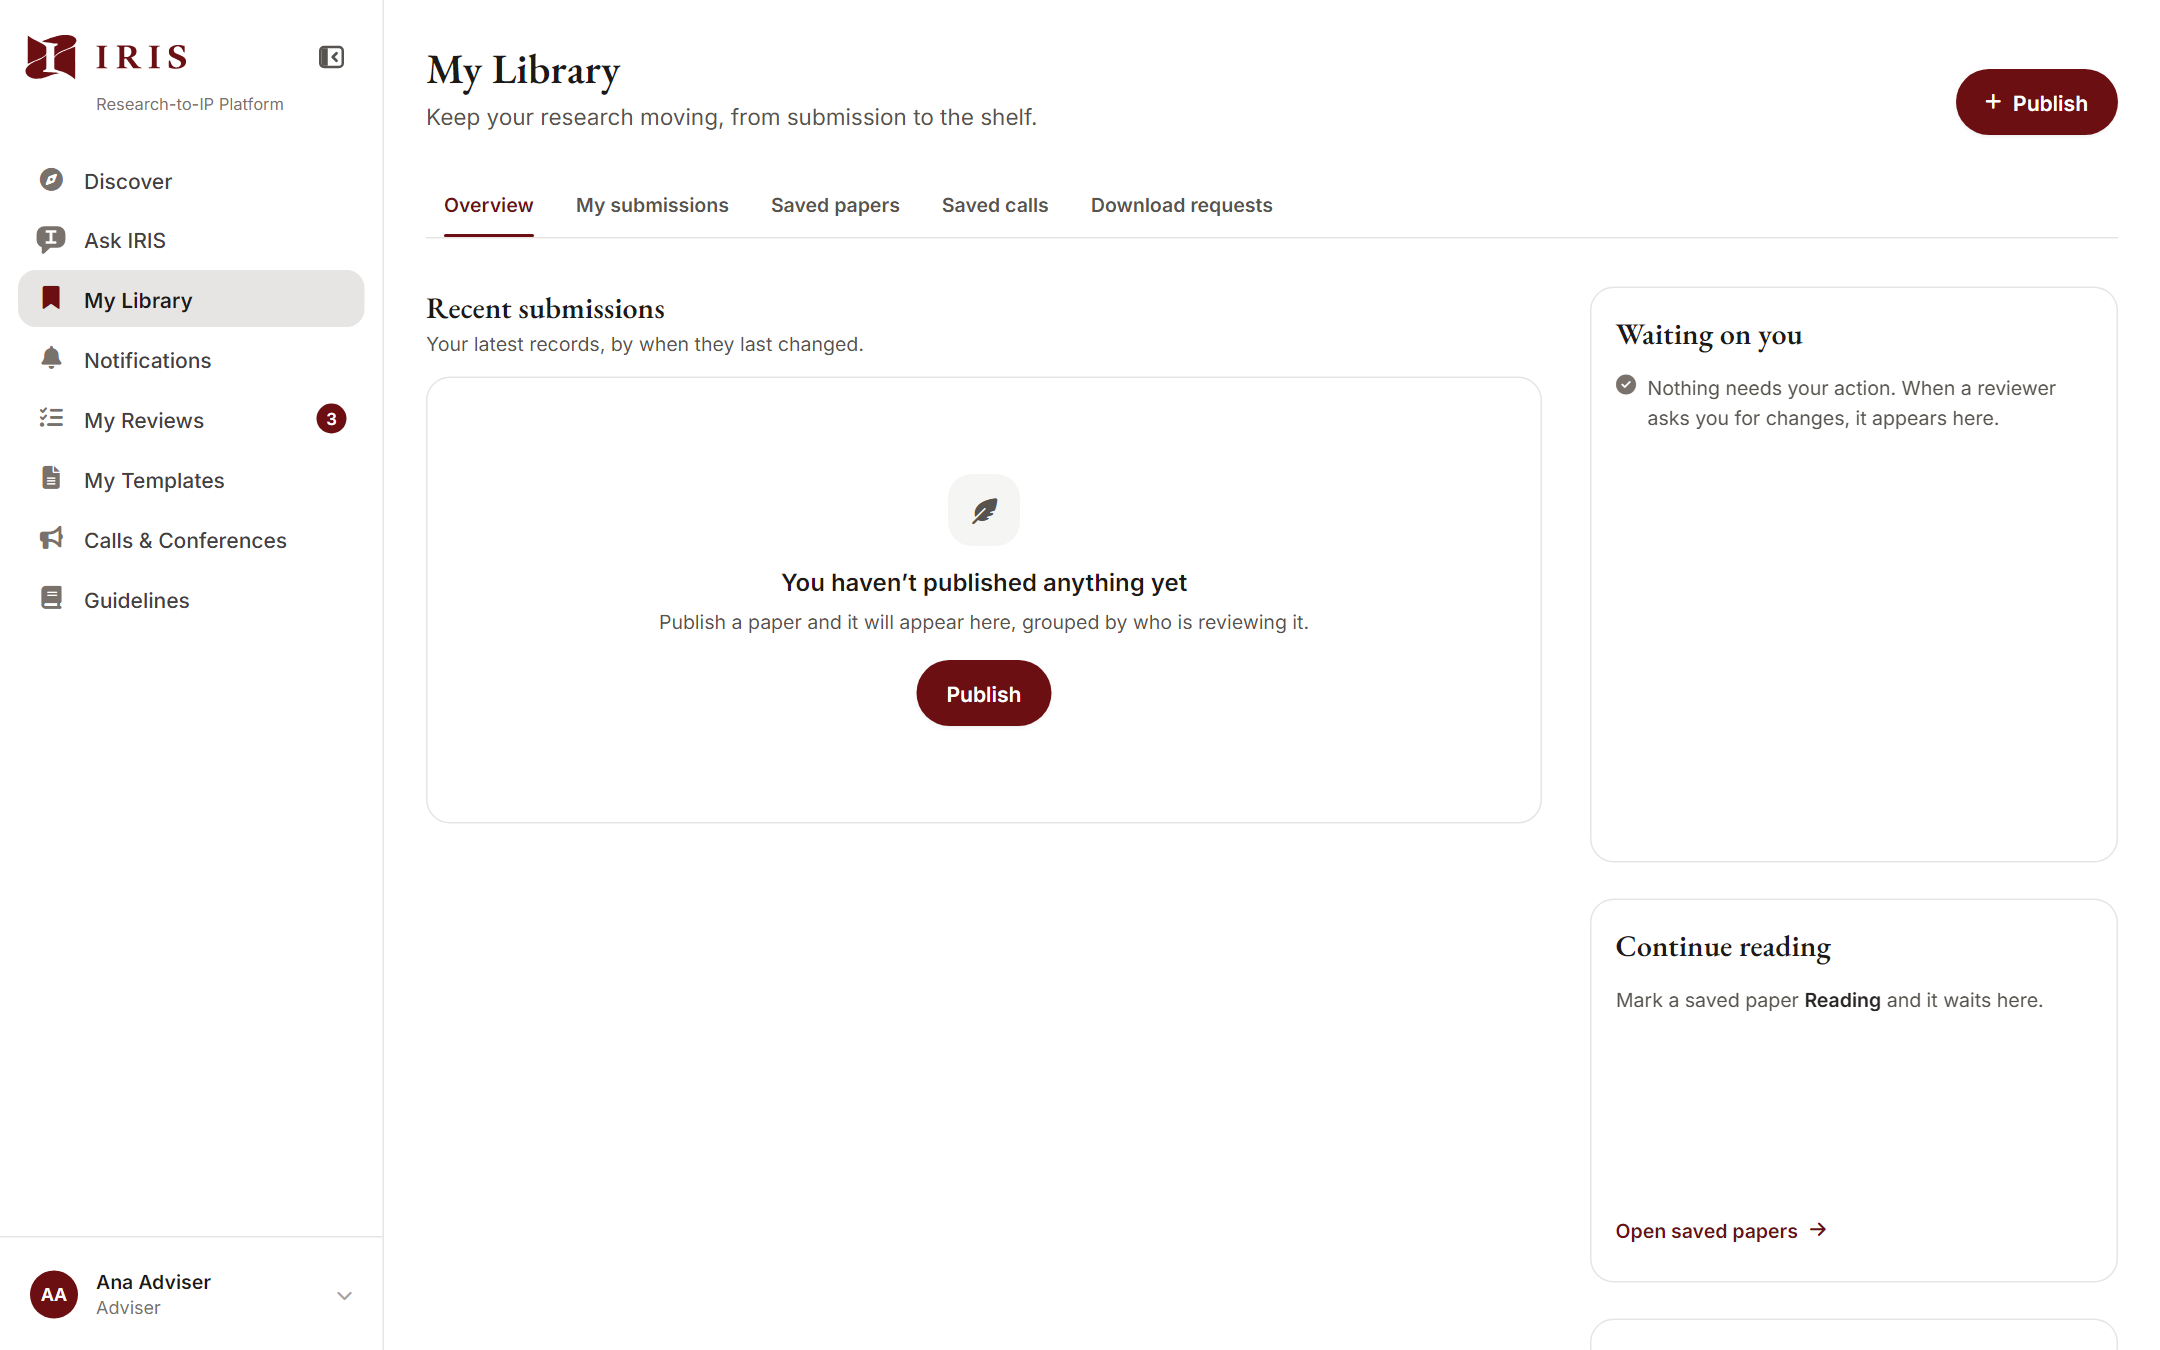 IRIS
Research-to-IP Platform
Discover
Ask IRIS
My Library
Notifications
My Reviews 3
My Templates
Calls & Conferences
Guidelines
AA
Ana Adviser
Adviser
My Library
Keep your research moving, from submission to the shelf.
+ Publish
Overview My submissions Saved papers Saved calls Download requests
Recent submissions
Your latest records, by when they last changed.
You haven’t published anything yet
Publish a paper and it will appear here, grouped by who is reviewing it.
Publish
Waiting on you
Nothing needs your action. When a reviewer
asks you for changes, it appears here.
Continue reading
Mark a saved paper Reading and it waits here.
Open saved papers →